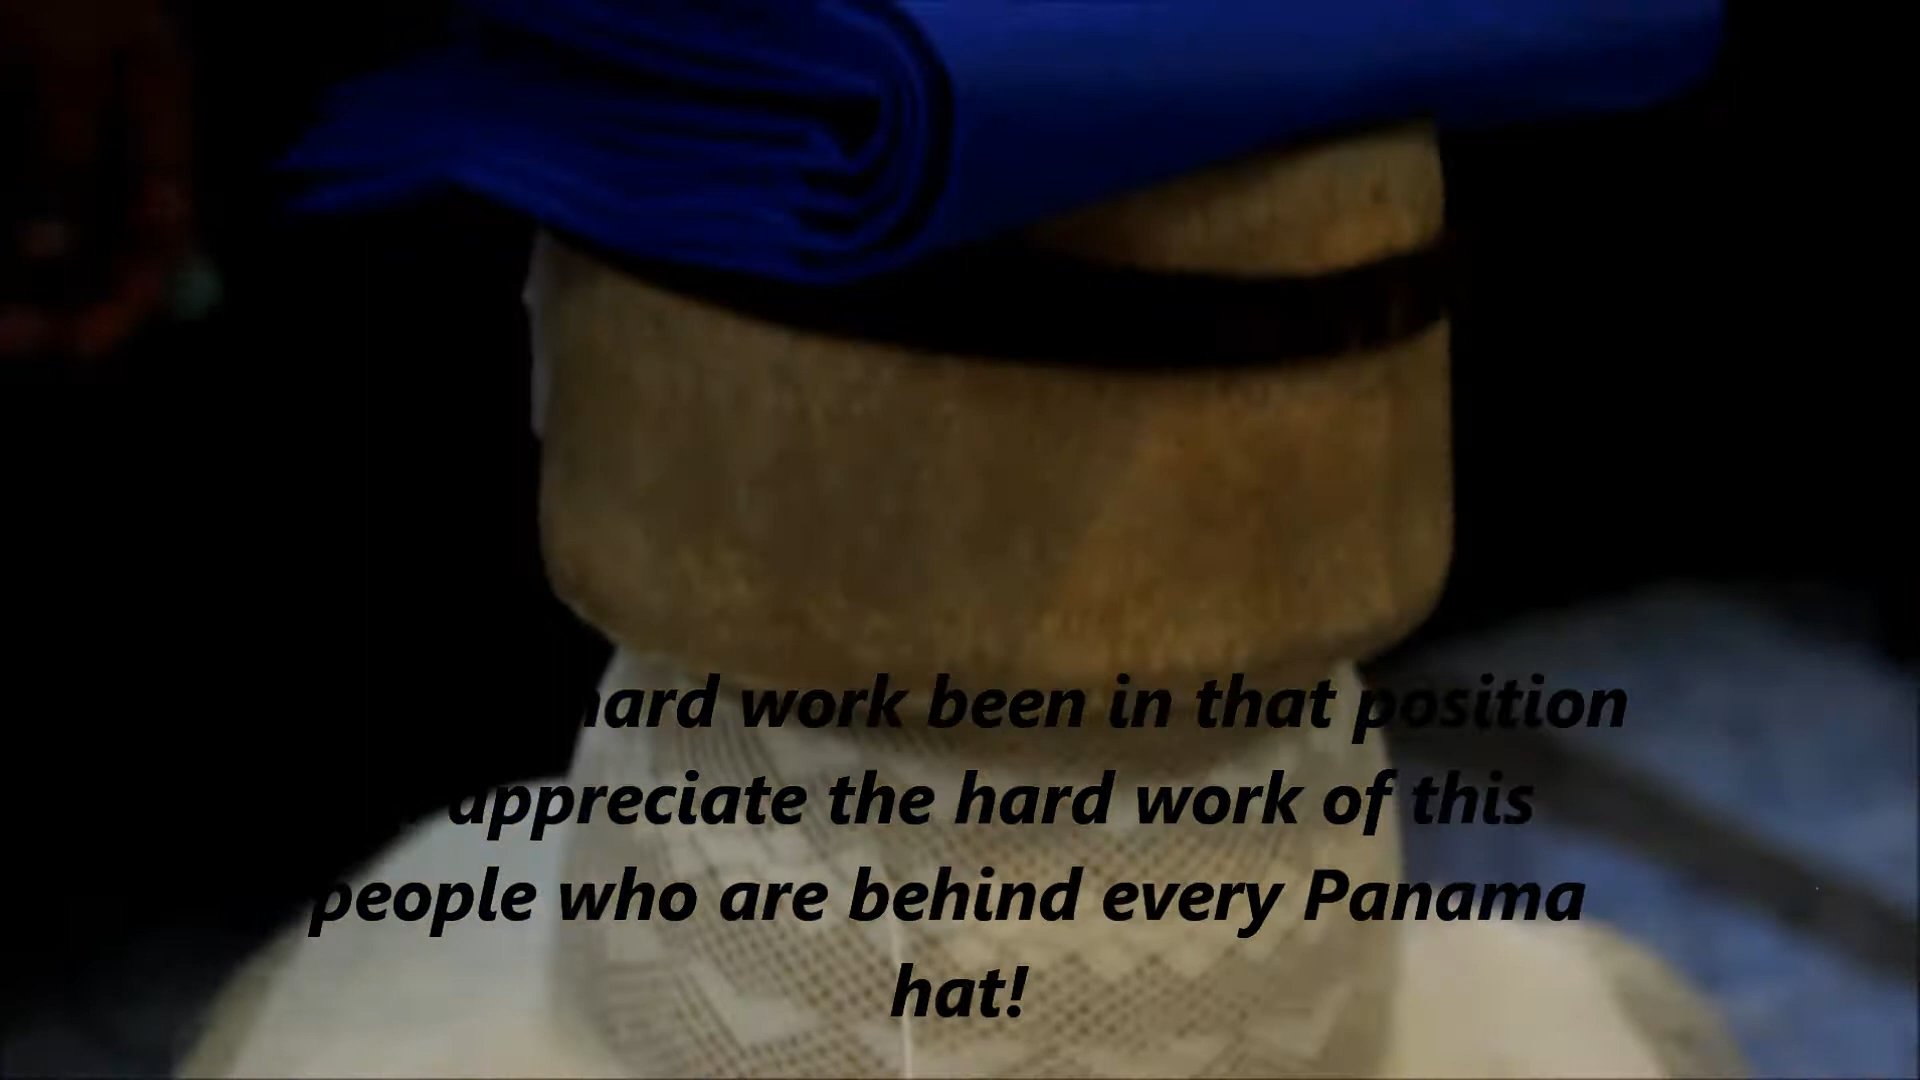 hard work been in that position
appreciate the hard work of this
people who are behind every Panama
hat!